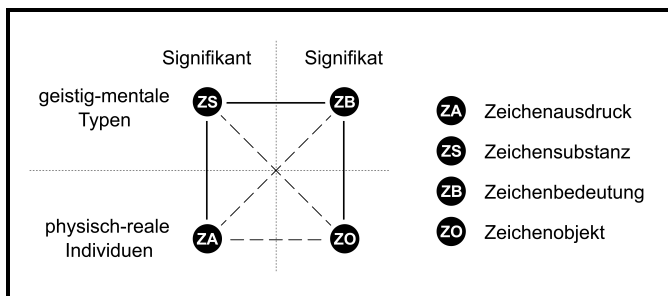 Signifikant Signifikat
geistig-mentale
Typen
ZS ZB
physisch-reale
Individuen
ZA ZO
ZA Zeichenausdruck
ZS Zeichensubstanz
ZB Zeichenbedeutung
ZO Zeichenobjekt